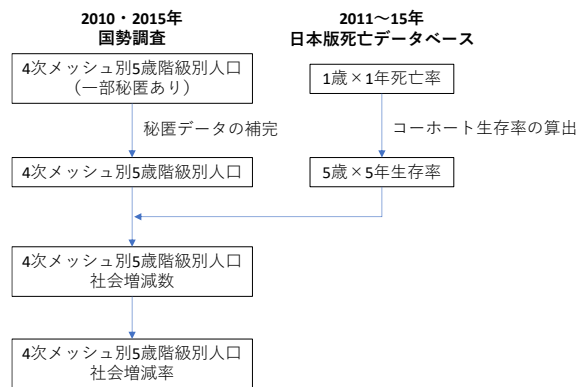 2010・2015年
国勢調査
2011～15年
日本版死亡データベース
4次メッシュ別5歳階級別人口
（一部秘匿あり）
1歳×1年死亡率
秘匿データの補完
コーホート生存率の算出
4次メッシュ別5歳階級別人口
5歳×5年生存率
4次メッシュ別5歳階級別人口
社会増減数
4次メッシュ別5歳階級別人口
社会増減率